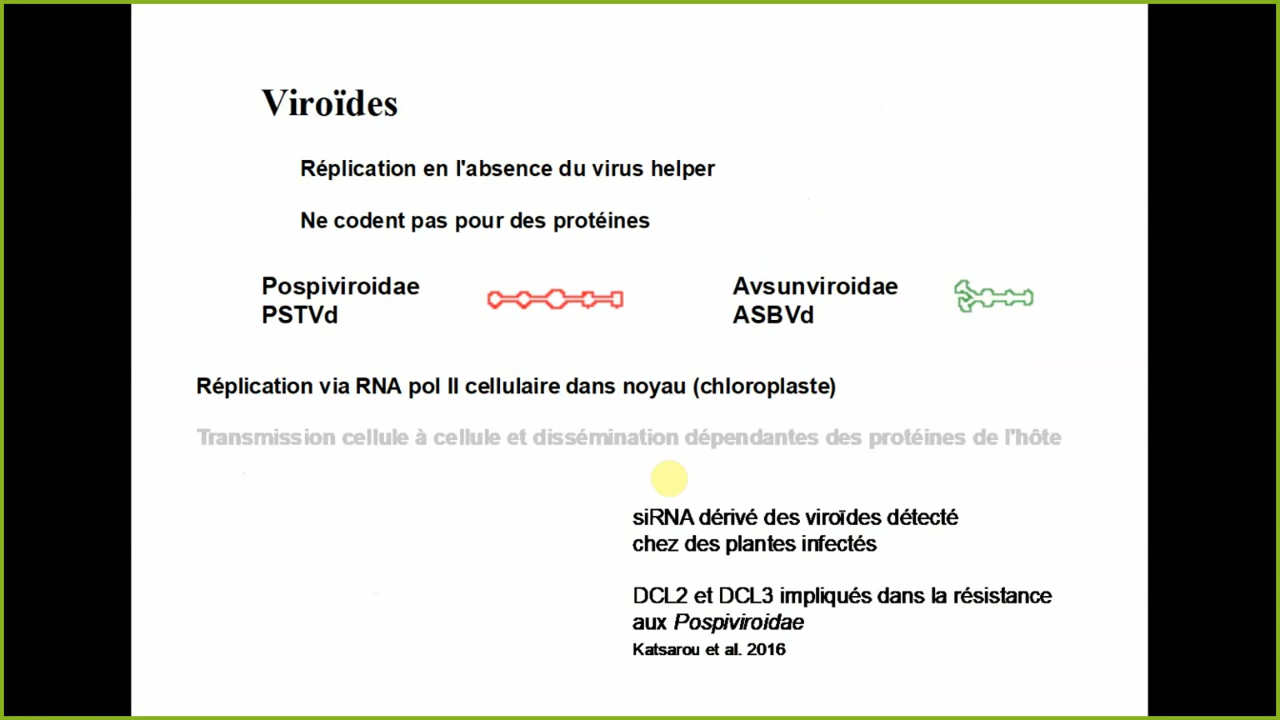 Viroïdes
Réplication en l'absence du virus helper
Ne codent pas pour des protéines
Pospiviroidae
PSTVd
Avsunviroidae
ASBVd
Réplication via RNA pol II cellulaire dans noyau (chloroplaste)
Transmission cellule à cellule et dissémination dépendantes des protéines de l'hôte
siRNA dérivé des viroïdes détecté
chez des plantes infectés
DCL2 et DCL3 impliqués dans la résistance
aux Pospiviroidae
Katsarou et al. 2016